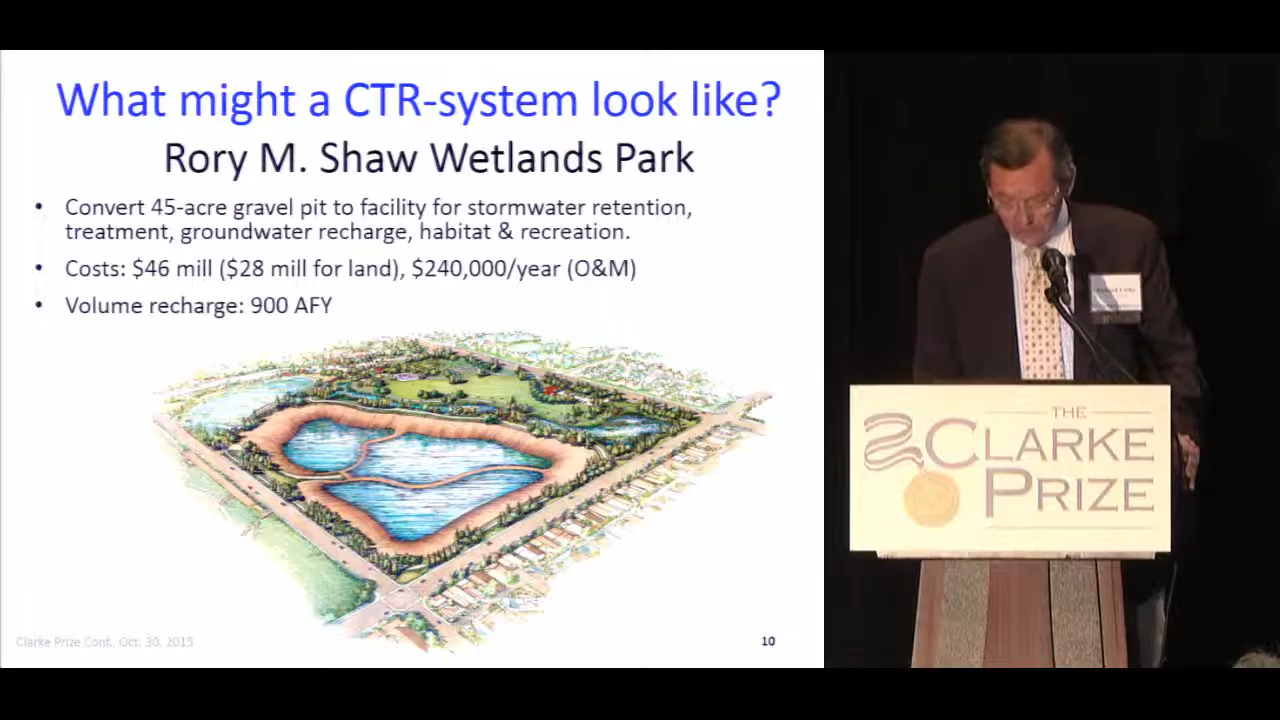 What might a CTR-system look like?
Rory M. Shaw Wetlands Park
• Convert 45-acre gravel pit to facility for stormwater retention,
treatment, groundwater recharge, habitat & recreation.
• Costs: $46 mill ($28 mill for land), $240,000/year (O&M)
• Volume recharge: 900 AFY
Clarke Prize Conf., Oct. 30, 2015
10
THE
CLARKE
PRIZE